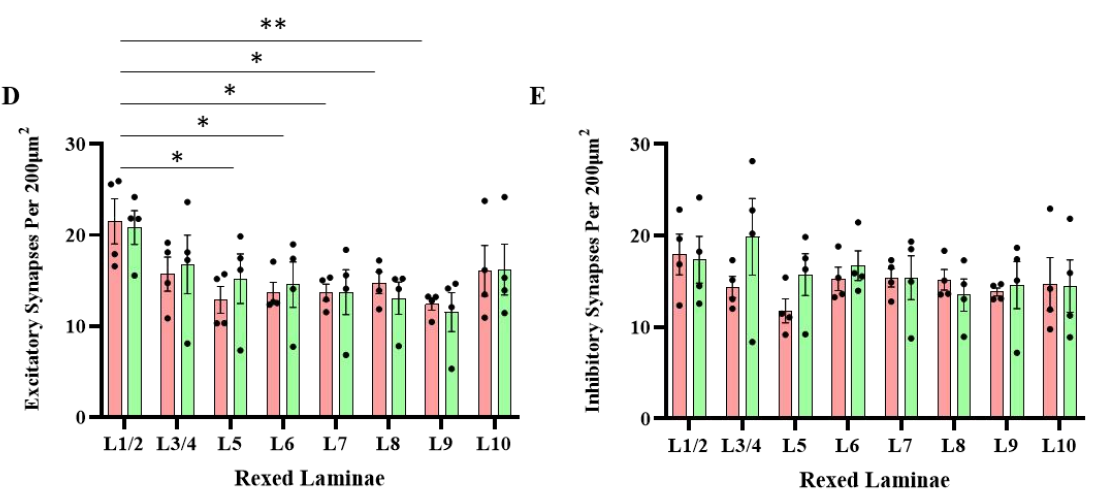 **
*
*
*
*
D
E
Excitatory Synapses Per 200µm²
30
20
10
0
L1/2 L3/4 L5 L6 L7 L8 L9 L10
Rexed Laminae
Inhibitory Synapses Per 200µm²
30
20
10
0
L1/2 L3/4 L5 L6 L7 L8 L9 L10
Rexed Laminae